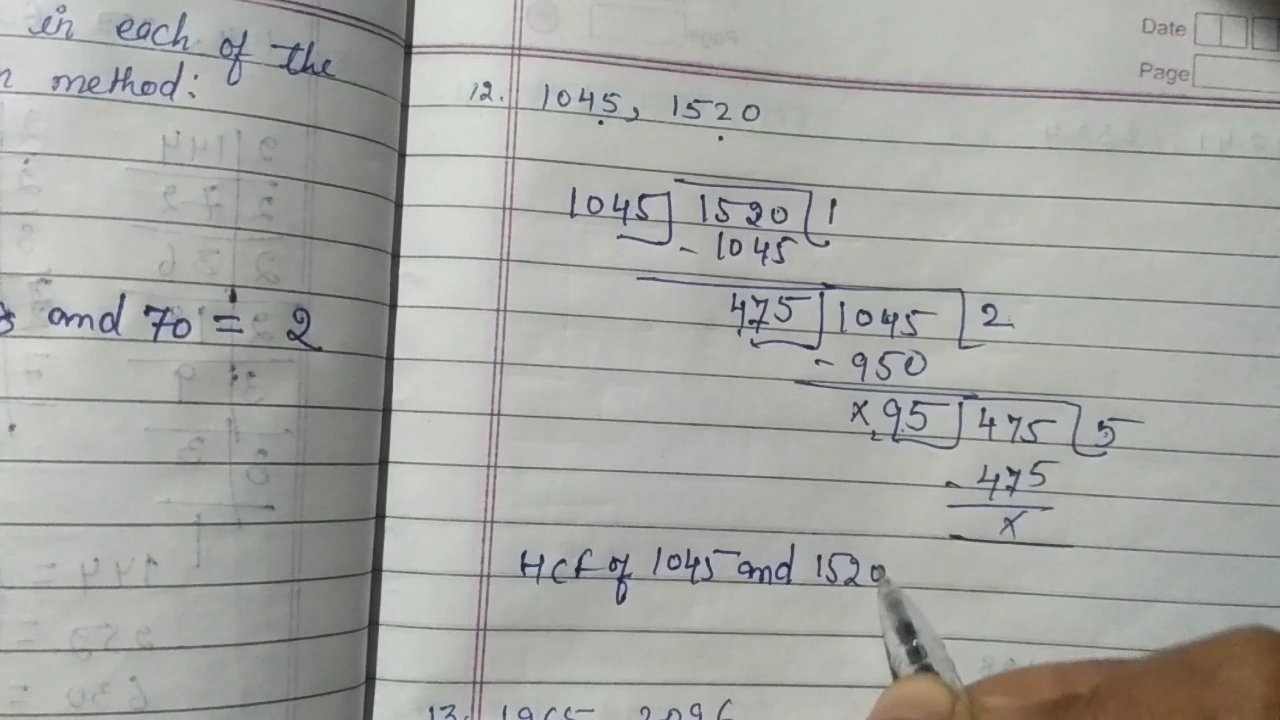 in each of the
method:
and 70 = 2
Date
Page
12. 1045, 1520
1045 1520 1
- 1045
475 1045 2
- 950
x 95 475 5
- 475
x
HCF of 1045 and 1520
13.